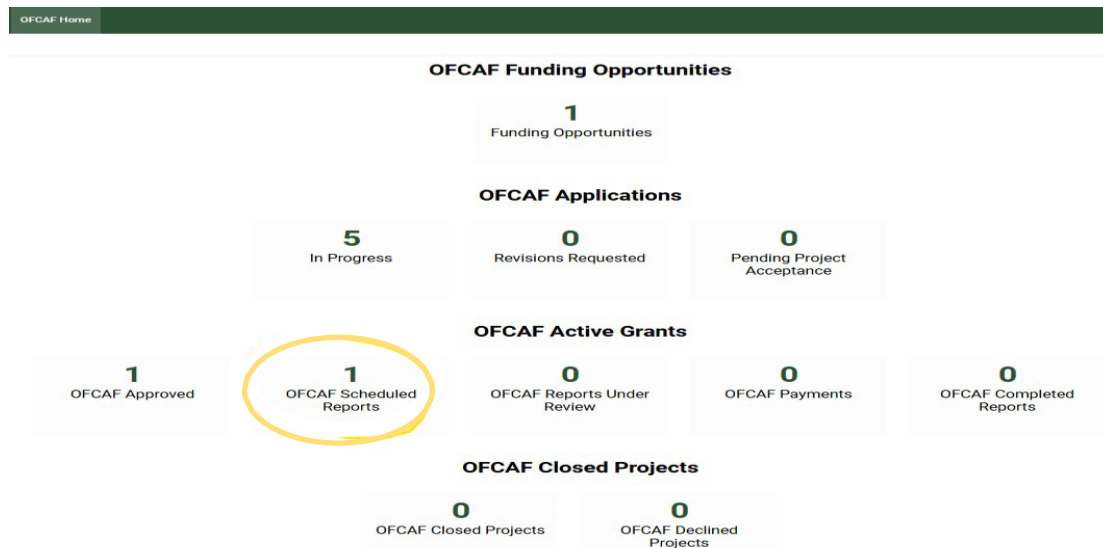 OFCAF Home
OFCAF Funding Opportunities
1
Funding Opportunities
OFCAF Applications
5
In Progress
0
Revisions Requested
0
Pending Project
Acceptance
OFCAF Active Grants
1
OFCAF Approved
1
OFCAF Scheduled
Reports
0
OFCAF Reports Under
Review
0
OFCAF Payments
0
OFCAF Completed
Reports
OFCAF Closed Projects
0
OFCAF Closed Projects
0
OFCAF Declined
Projects